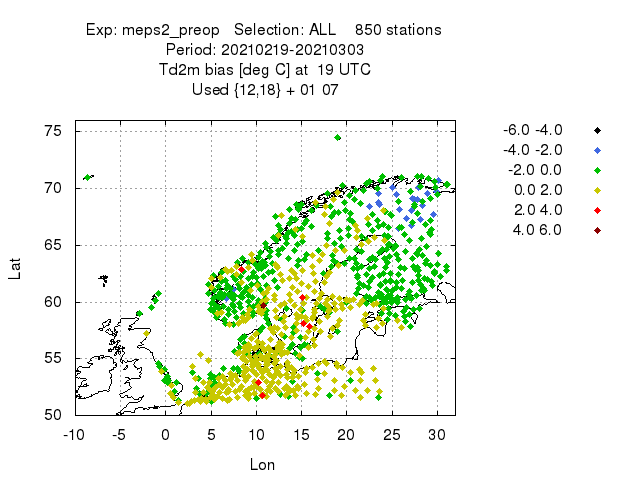 Exp: meps2_preop   Selection: ALL    850 stations
Period: 20210219-20210303
Td2m bias [deg C] at  19 UTC
Used {12,18} + 01 07
-6.0 -4.0
-4.0 -2.0
-2.0 0.0
0.0 2.0
2.0 4.0
4.0 6.0
75
70
65
60
55
50
Lat
-10 -5 0 5 10 15 20 25 30
Lon